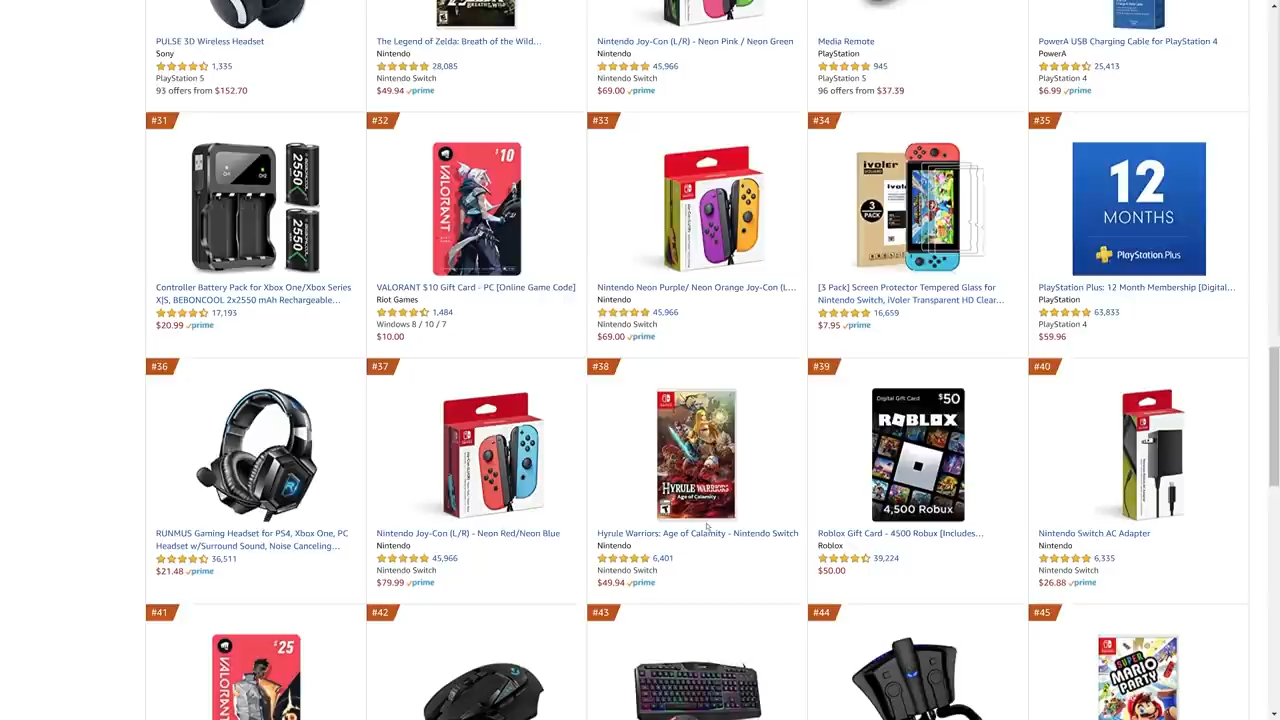 PULSE 3D Wireless Headset
Sony
1,335
PlayStation 5
93 offers from $152.70
The Legend of Zelda: Breath of the Wild...
Nintendo
28,085
Nintendo Switch
$49.94 prime
Nintendo Joy-Con (L/R) - Neon Pink / Neon Green
Nintendo
45,966
Nintendo Switch
$69.00 prime
Media Remote
PlayStation
945
PlayStation 5
96 offers from $37.39
PowerA USB Charging Cable for PlayStation 4
PowerA
25,413
PlayStation 4
$6.99 prime
#31
2550
2550
Controller Battery Pack for Xbox One/Xbox Series
X|S, BEBONCOOL 2x2550 mAh Rechargeable...
17,193
$20.99 prime
#32
$10
VALORANT
VALORANT $10 Gift Card - PC [Online Game Code]
Riot Games
1,484
Windows 8 / 10 / 7
$10.00
#33
Nintendo Neon Purple/ Neon Orange Joy-Con (L...
Nintendo
45,966
Nintendo Switch
$69.00 prime
#34
ivoler
3
PACK
[3 Pack] Screen Protector Tempered Glass for
Nintendo Switch, iVoler Transparent HD Clear...
16,659
$7.95 prime
#35
12
MONTHS
PlayStation Plus
PlayStation Plus: 12 Month Membership [Digital...
PlayStation
63,833
PlayStation 4
$59.96
#36
RUNMUS Gaming Headset for PS4, Xbox One, PC
Headset w/Surround Sound, Noise Canceling...
36,511
$21.48 prime
#37
Nintendo Joy-Con (L/R) - Neon Red/Neon Blue
Nintendo
45,966
Nintendo Switch
$79.99 prime
#38
HYRULE WARRIORS
Age of Calamity
Hyrule Warriors: Age of Calamity - Nintendo Switch
Nintendo
6,401
Nintendo Switch
$49.94 prime
#39
Digital Gift Card $50
ROBLOX
4,500 Robux
Roblox Gift Card - 4500 Robux [Includes...
Roblox
39,224
$50.00
#40
Nintendo Switch AC Adapter
Nintendo
6,335
Nintendo Switch
$26.88 prime
#41
$25
#42
#43
#44
#45
SUPER
MARIO
PARTY